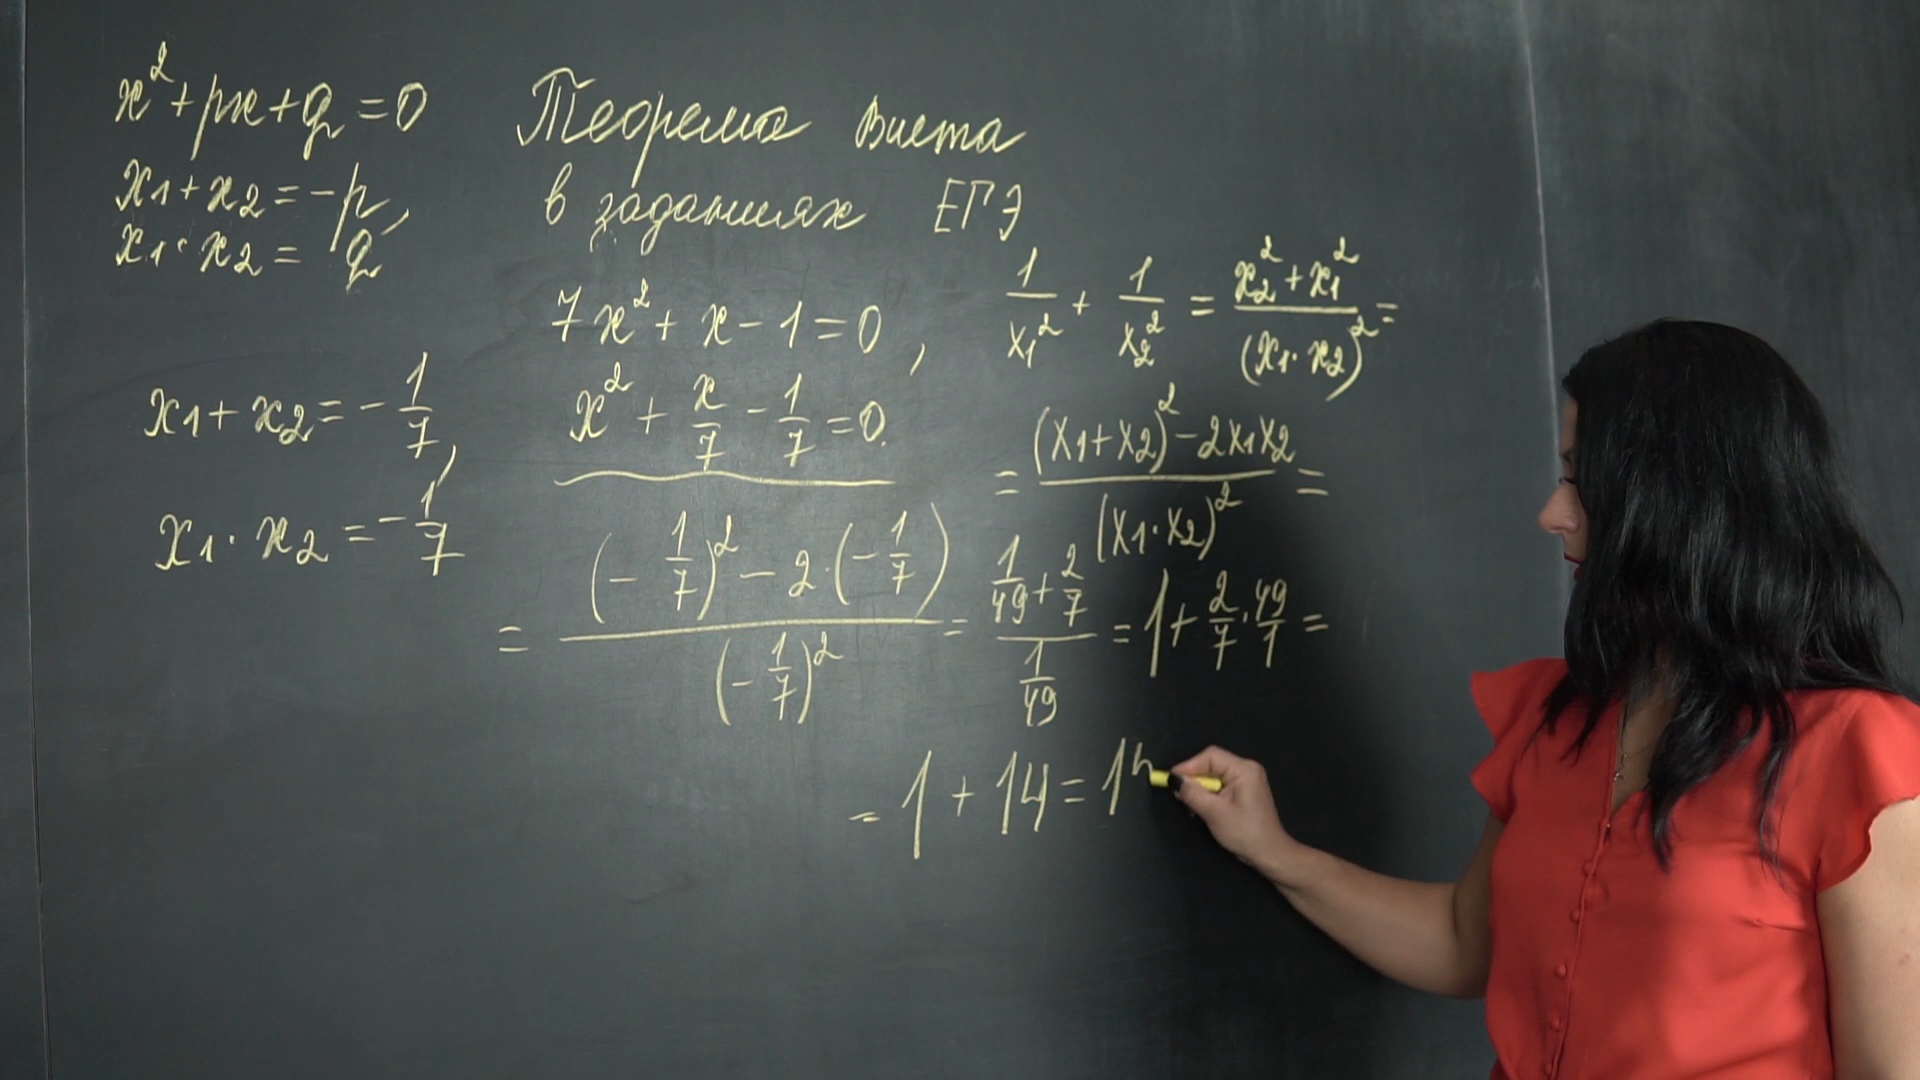 x² + px + q = 0
x1 + x2 = -p,
x1 · x2 = q
Теорема Виета
в заданиях ЕГЭ
7x² + x - 1 = 0,
x² + x/7 - 1/7 = 0.
x1 + x2 = - 1/7,
x1 · x2 = - 1/7
1/x1² + 1/x2² = (x2² + x1²)/(x1 · x2)² =
= ((x1 + x2)² - 2x1x2)/(x1 · x2)² =
= ((- 1/7)² - 2 · (- 1/7))/(- 1/7)² = (1/49 + 2/7)/(1/49) = 1 + 2/7 · 49/1 =
= 1 + 14 = 1